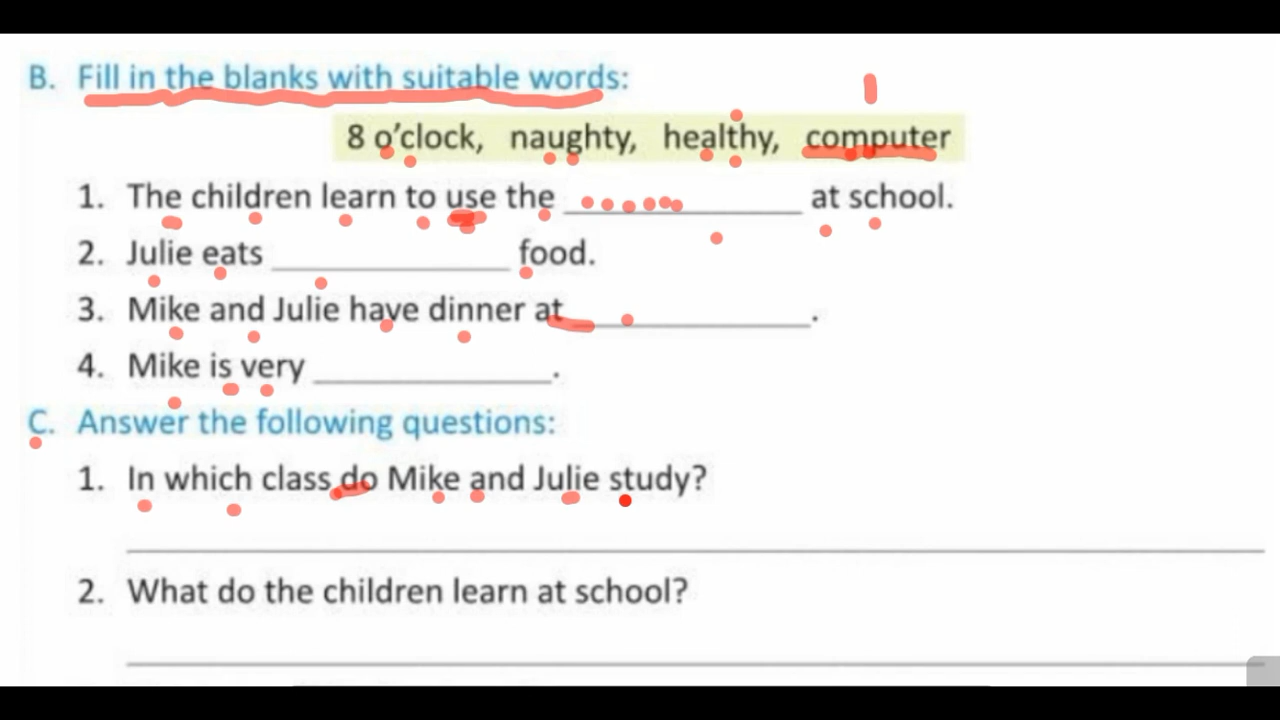 B. Fill in the blanks with suitable words:
8 o'clock, naughty, healthy, computer
1. The children learn to use the ____________ at school.
2. Julie eats ____________ food.
3. Mike and Julie have dinner at ____________.
4. Mike is very ____________.
C. Answer the following questions:
1. In which class do Mike and Julie study?
2. What do the children learn at school?